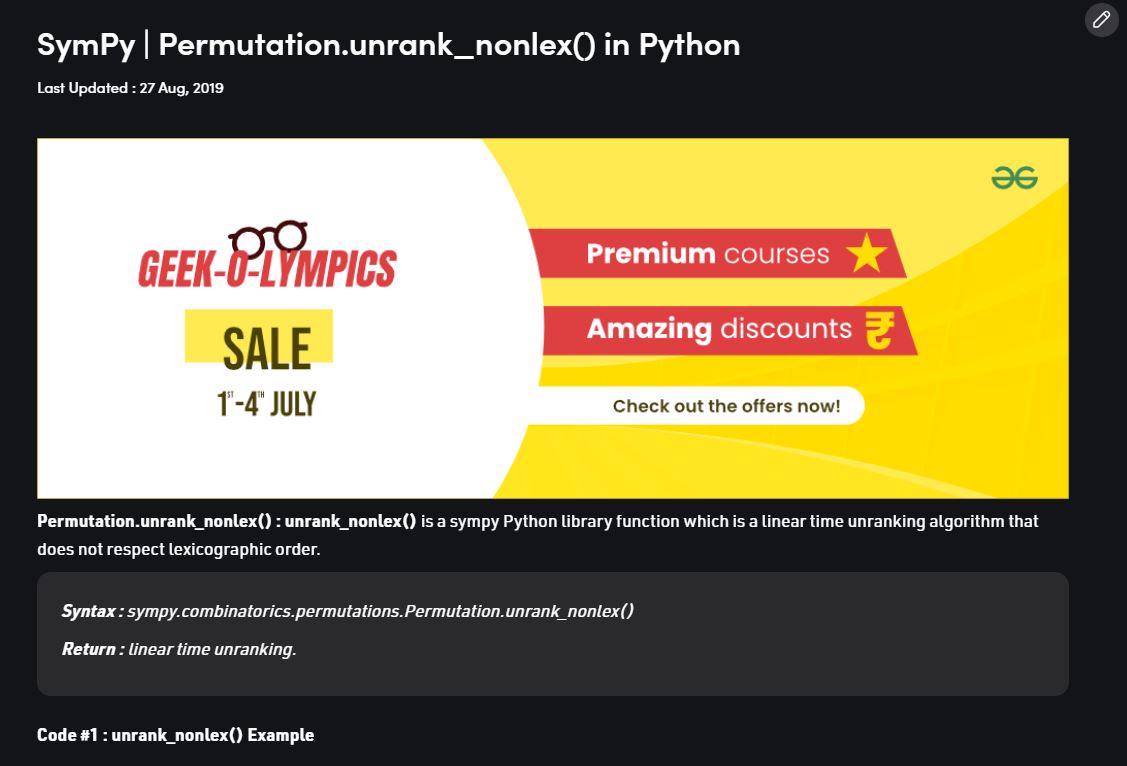 SymPy | Permutation.unrank_nonlex() in Python
Last Updated : 27 Aug, 2019
GEEK-O-LYMPICS
SALE
1ST-4TH JULY
Premium courses
Amazing discounts ₹
Check out the offers now!
Permutation.unrank_nonlex() : unrank_nonlex() is a sympy Python library function which is a linear time unranking algorithm that
does not respect lexicographic order.
Syntax : sympy.combinatorics.permutations.Permutation.unrank_nonlex()
Return : linear time unranking.
Code #1 : unrank_nonlex() Example